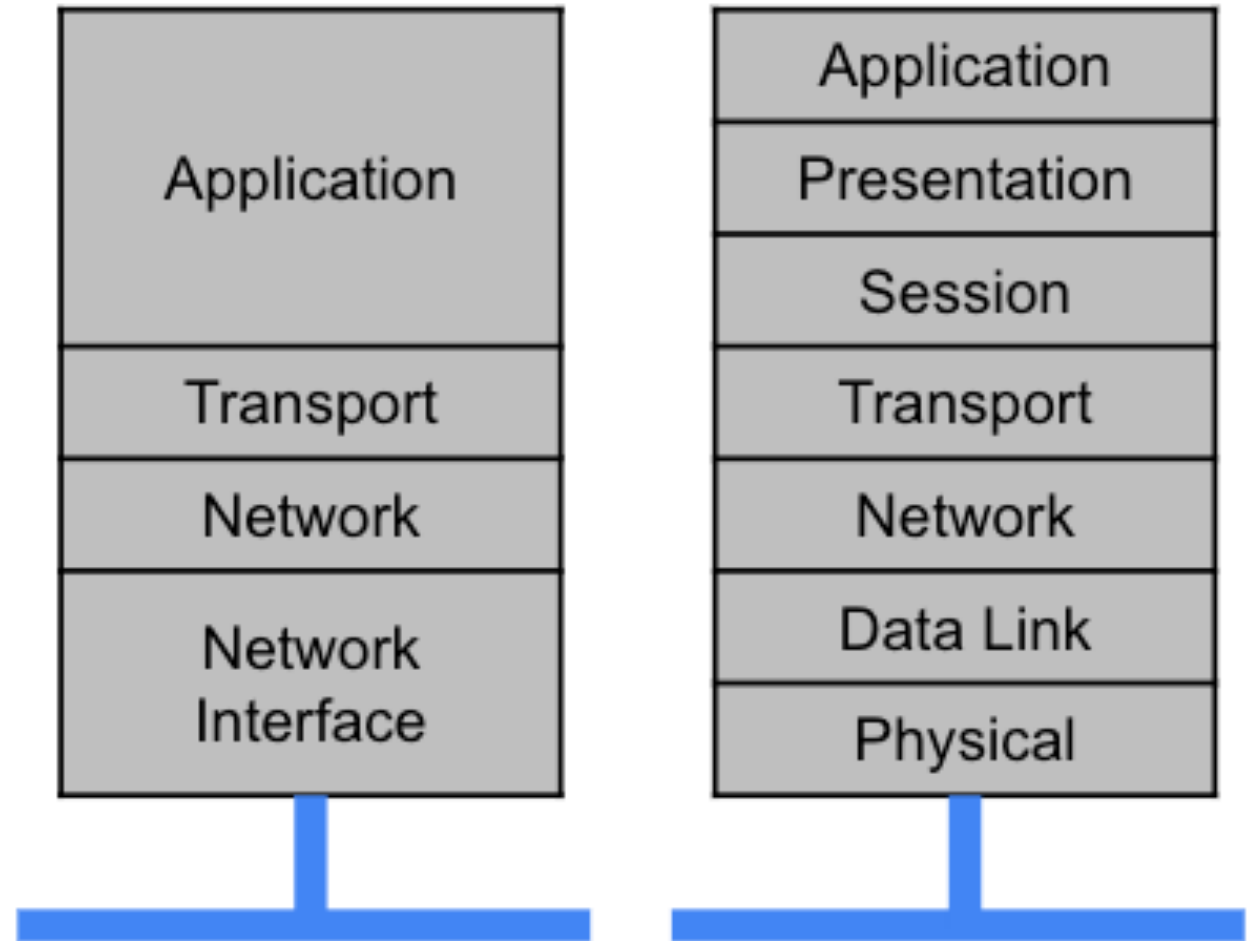 Application
Transport
Network
Network
Interface
Application
Presentation
Session
Transport
Network
Data Link
Physical